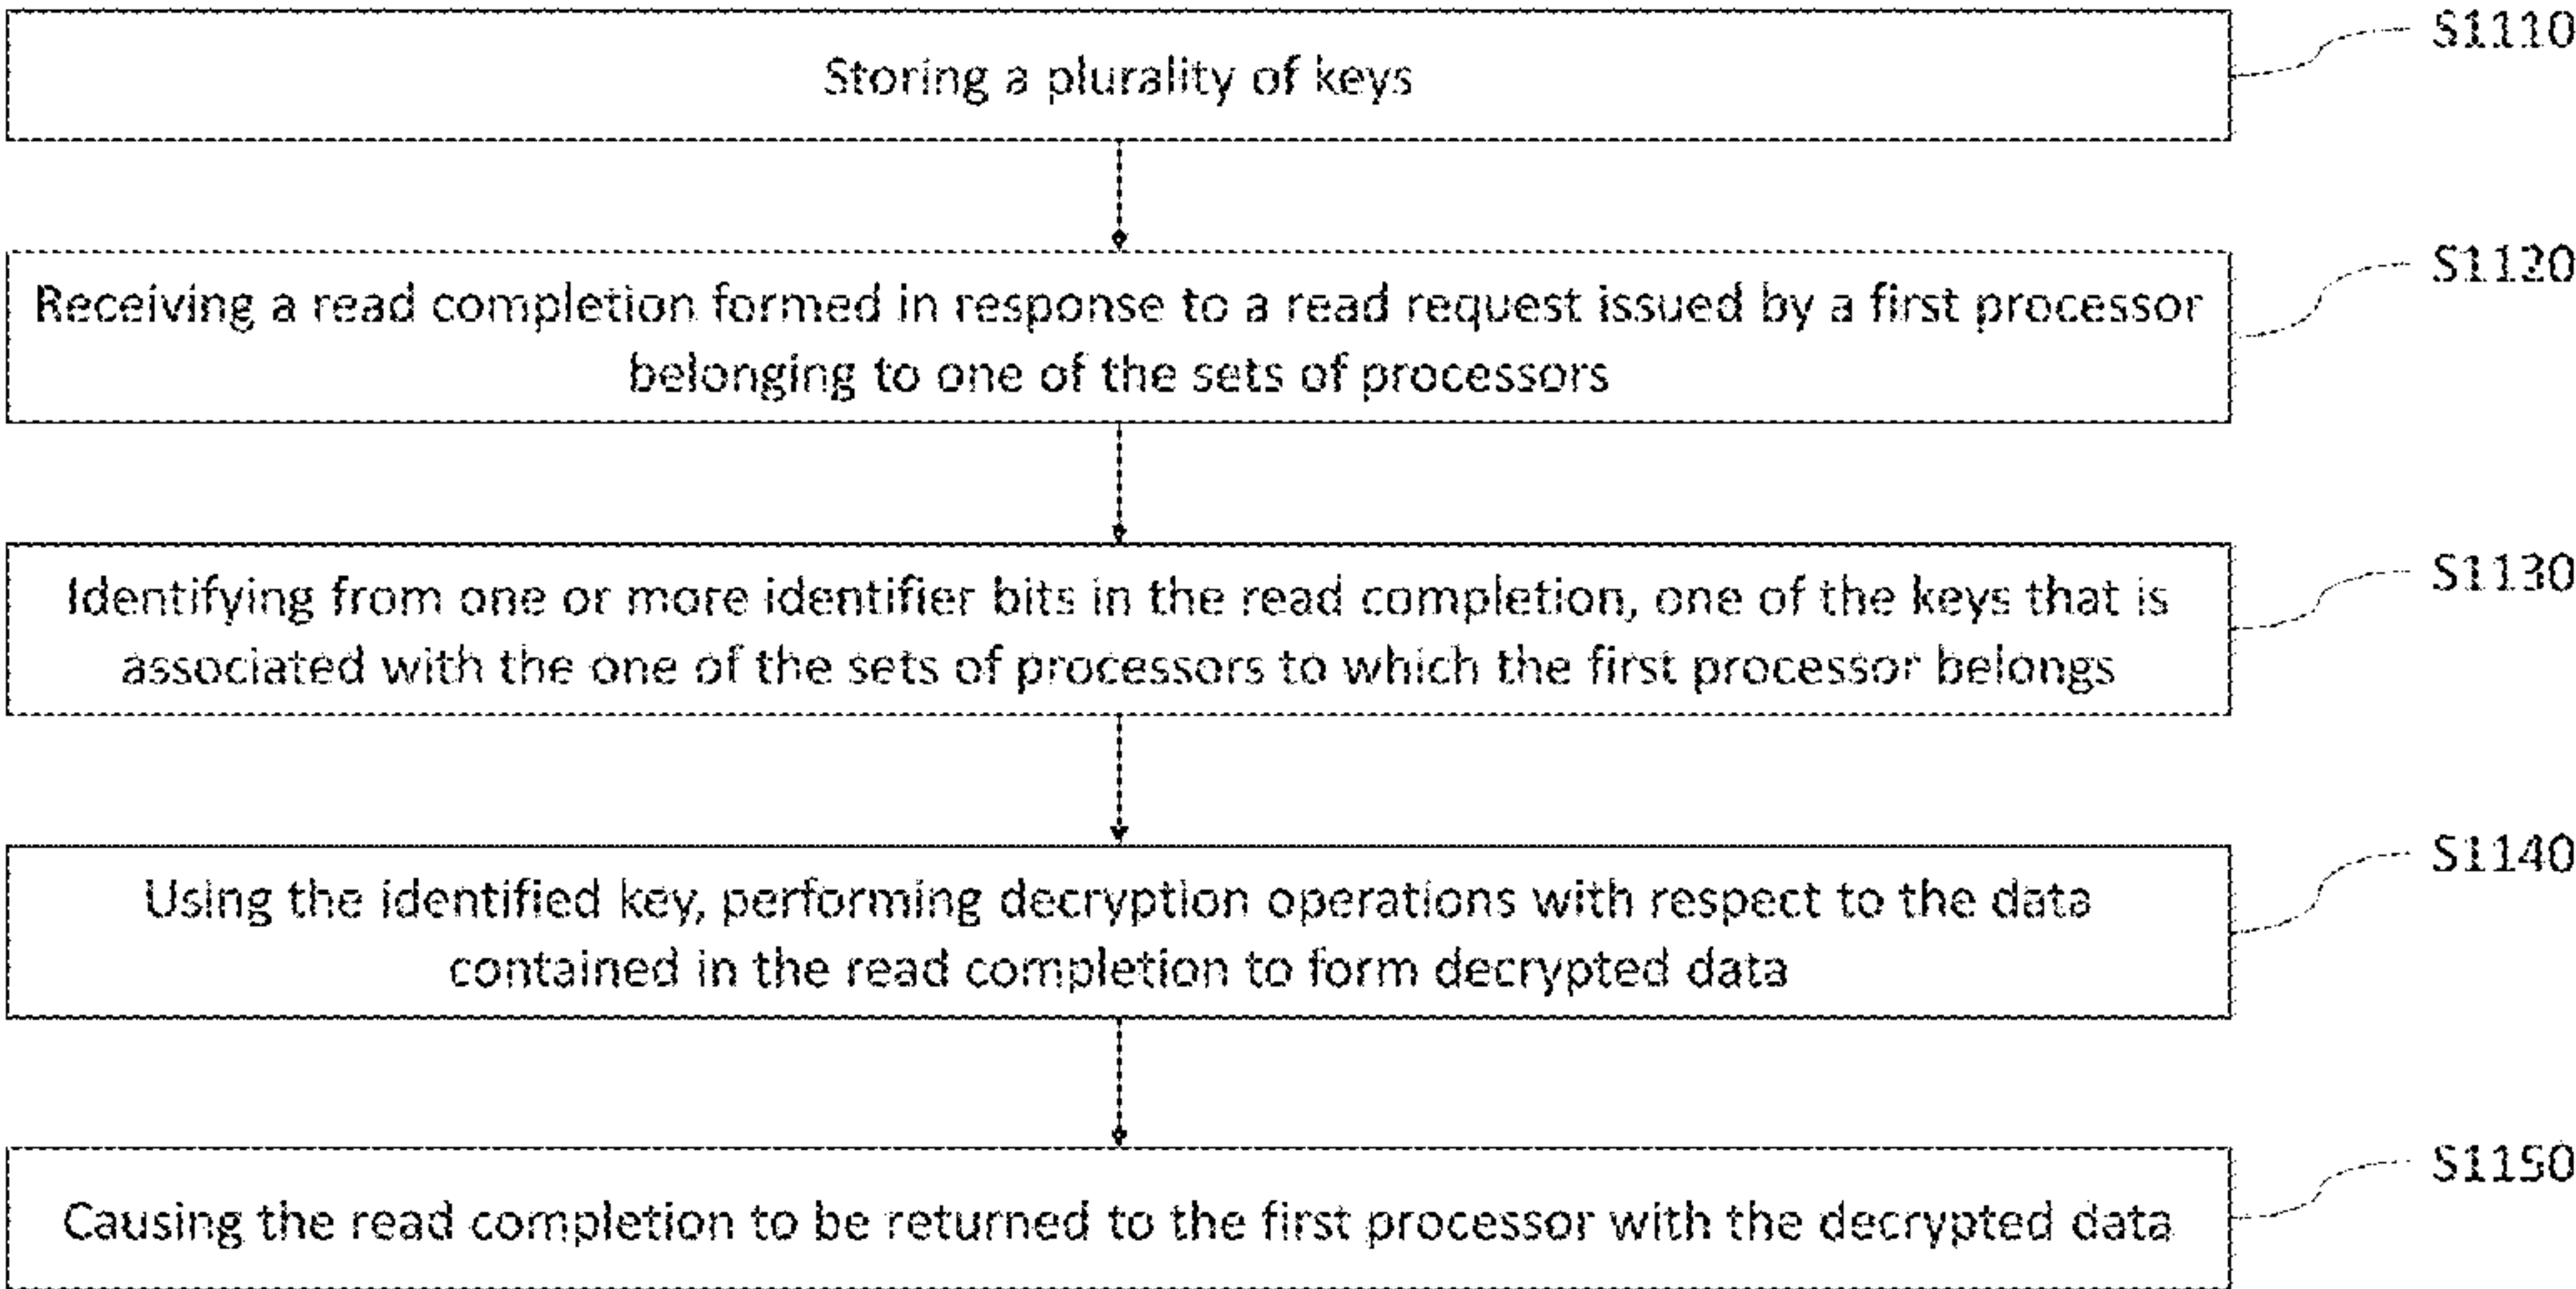 Storing a plurality of keys
S1110
Receiving a read completion formed in response to a read request issued by a first processor
belonging to one of the sets of processors
S1120
Identifying from one or more identifier bits in the read completion, one of the keys that is
associated with the one of the sets of processors to which the first processor belongs
S1130
Using the identified key, performing decryption operations with respect to the data
contained in the read completion to form decrypted data
S1140
Causing the read completion to be returned to the first processor with the decrypted data
S1150